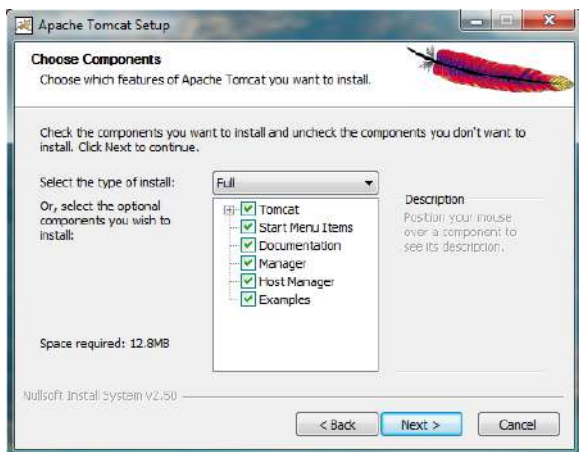 Apache Tomcat Setup
Choose Components
Choose which features of Apache Tomcat you want to install.
Check the components you want to install and uncheck the components you don't want to
install. Click Next to continue.
Select the type of install:
Full
Or, select the optional
components you wish to
install:
Tomcat
Start Menu Items
Documentation
Manager
Host Manager
Examples
Description
Position your mouse
over a component to
see its description.
Space required: 12.8MB
Nullsoft Install System v2.50
< Back
Next >
Cancel